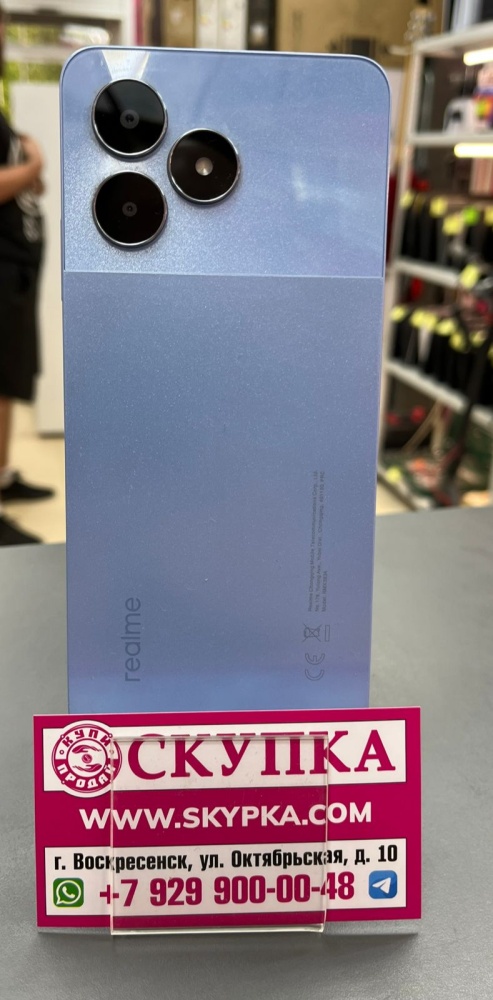 realme
КУПИ
ПРОДАЙ
СКУПКА
WWW.SKYPKA.COM
г. Воскресенск, ул. Октябрьская, д. 10
+7 929 900-00-48